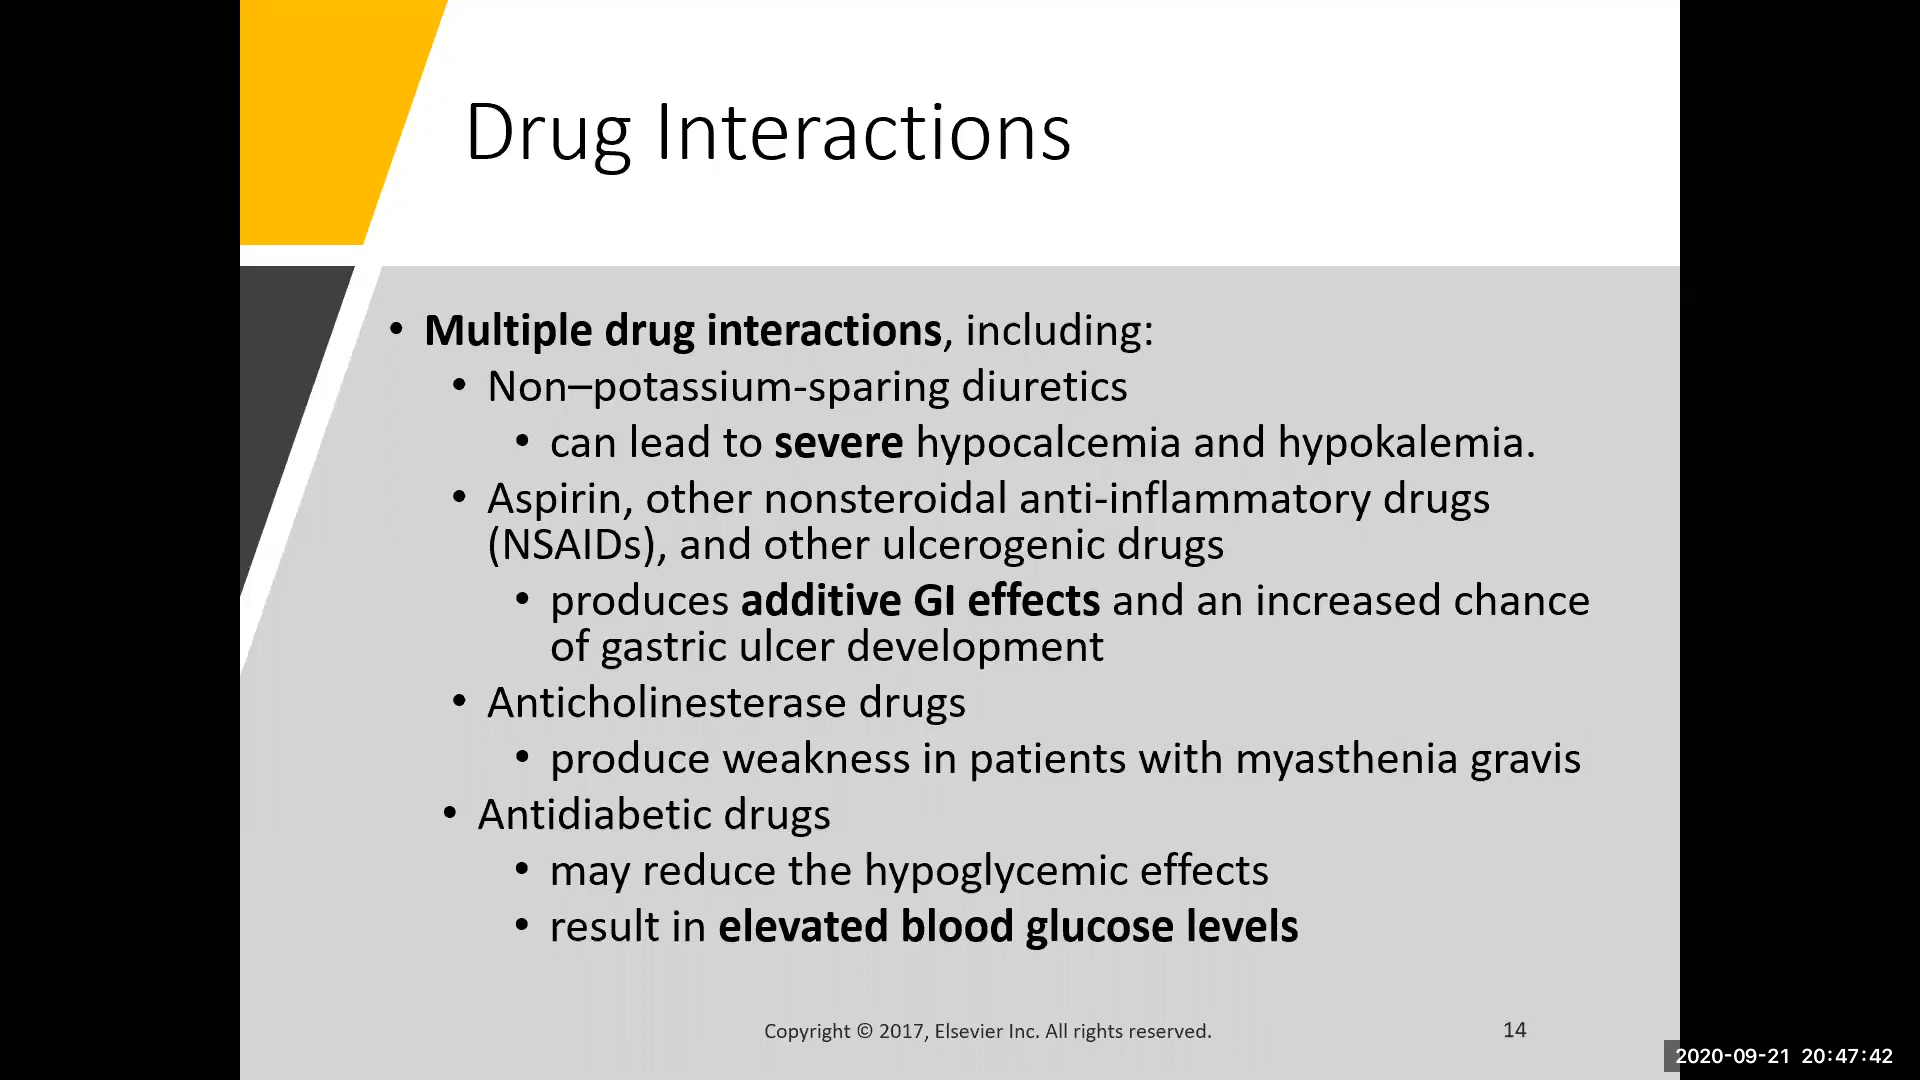 Drug Interactions
• Multiple drug interactions, including:
• Non–potassium-sparing diuretics
• can lead to severe hypocalcemia and hypokalemia.
• Aspirin, other nonsteroidal anti-inflammatory drugs
(NSAIDs), and other ulcerogenic drugs
• produces additive GI effects and an increased chance
of gastric ulcer development
• Anticholinesterase drugs
• produce weakness in patients with myasthenia gravis
• Antidiabetic drugs
• may reduce the hypoglycemic effects
• result in elevated blood glucose levels
Copyright © 2017, Elsevier Inc. All rights reserved.
14
2020-09-21 20:47:42